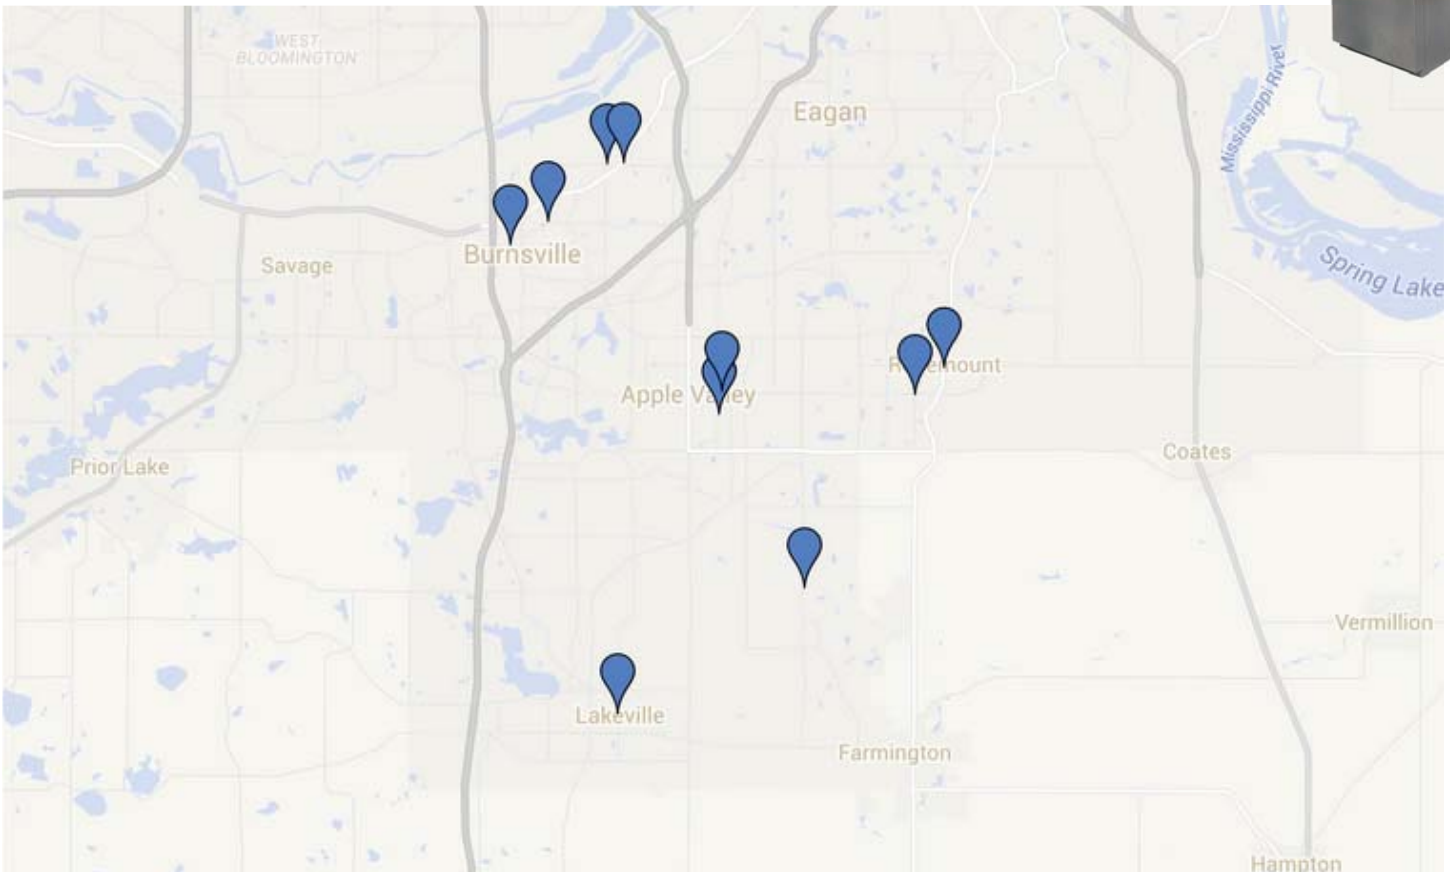 WEST
BLOOMINGTON
Eagan
Mississippi River
Burnsville
Savage
Spring Lake
Rosemount
Apple Valley
Coates
Prior Lake
Vermillion
Lakeville
Farmington
Hampton